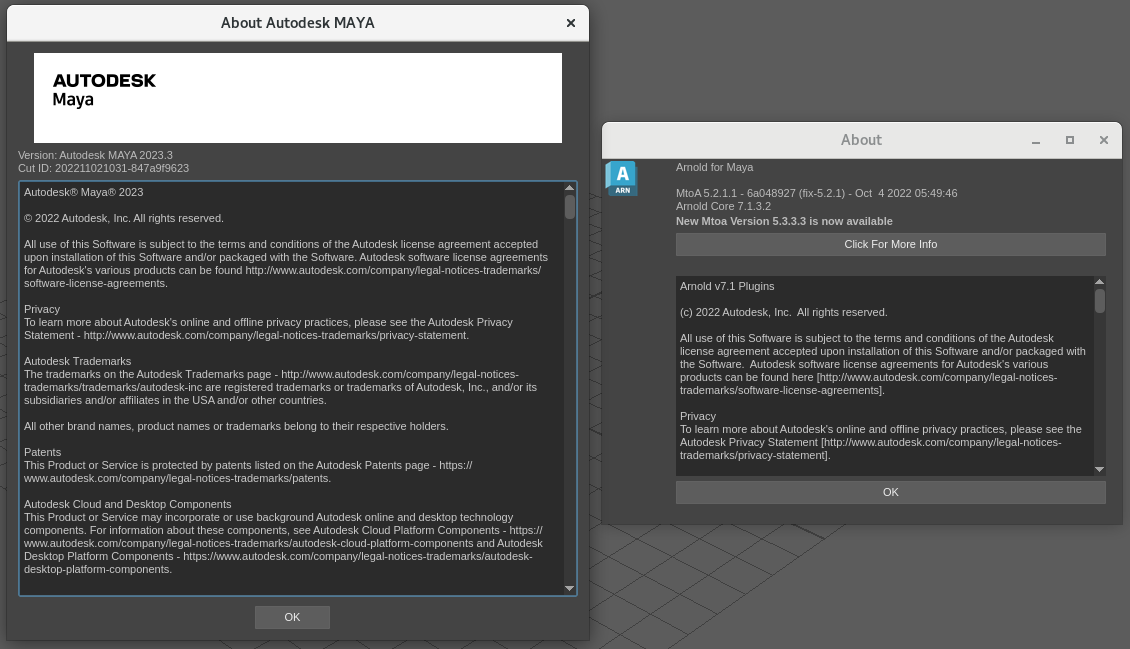 About Autodesk MAYA
AUTODESK
Maya
Version: Autodesk MAYA 2023.3
Cut ID: 202211021031-847a9f9623
Autodesk® Maya® 2023
© 2022 Autodesk, Inc. All rights reserved.
All use of this Software is subject to the terms and conditions of the Autodesk license agreement accepted
upon installation of this Software and/or packaged with the Software. Autodesk software license agreements
for Autodesk's various products can be found http://www.autodesk.com/company/legal-notices-trademarks/
software-license-agreements.
Privacy
To learn more about Autodesk's online and offline privacy practices, please see the Autodesk Privacy
Statement - http://www.autodesk.com/company/legal-notices-trademarks/privacy-statement.
Autodesk Trademarks
The trademarks on the Autodesk Trademarks page - http://www.autodesk.com/company/legal-notices-
trademarks/trademarks/autodesk-inc are registered trademarks or trademarks of Autodesk, Inc., and/or its
subsidiaries and/or affiliates in the USA and/or other countries.
All other brand names, product names or trademarks belong to their respective holders.
Patents
This Product or Service is protected by patents listed on the Autodesk Patents page - https://
www.autodesk.com/company/legal-notices-trademarks/patents.
Autodesk Cloud and Desktop Components
This Product or Service may incorporate or use background Autodesk online and desktop technology
components. For information about these components, see Autodesk Cloud Platform Components - https://
www.autodesk.com/company/legal-notices-trademarks/autodesk-cloud-platform-components and Autodesk
Desktop Platform Components - https://www.autodesk.com/company/legal-notices-trademarks/autodesk-
desktop-platform-components.
OK
About
A
ARN
Arnold for Maya
MtoA 5.2.1.1 - 6a048927 (fix-5.2.1) - Oct  4 2022 05:49:46
Arnold Core 7.1.3.2
New Mtoa Version 5.3.3.3 is now available
Click For More Info
Arnold v7.1 Plugins
(c) 2022 Autodesk, Inc.  All rights reserved.
All use of this Software is subject to the terms and conditions of the Autodesk
license agreement accepted upon installation of this Software and/or packaged with
the Software.  Autodesk software license agreements for Autodesk's various
products can be found here [http://www.autodesk.com/company/legal-notices-
trademarks/software-license-agreements].
Privacy
To learn more about Autodesk's online and offline privacy practices, please see the
Autodesk Privacy Statement [http://www.autodesk.com/company/legal-notices-
trademarks/privacy-statement].
OK